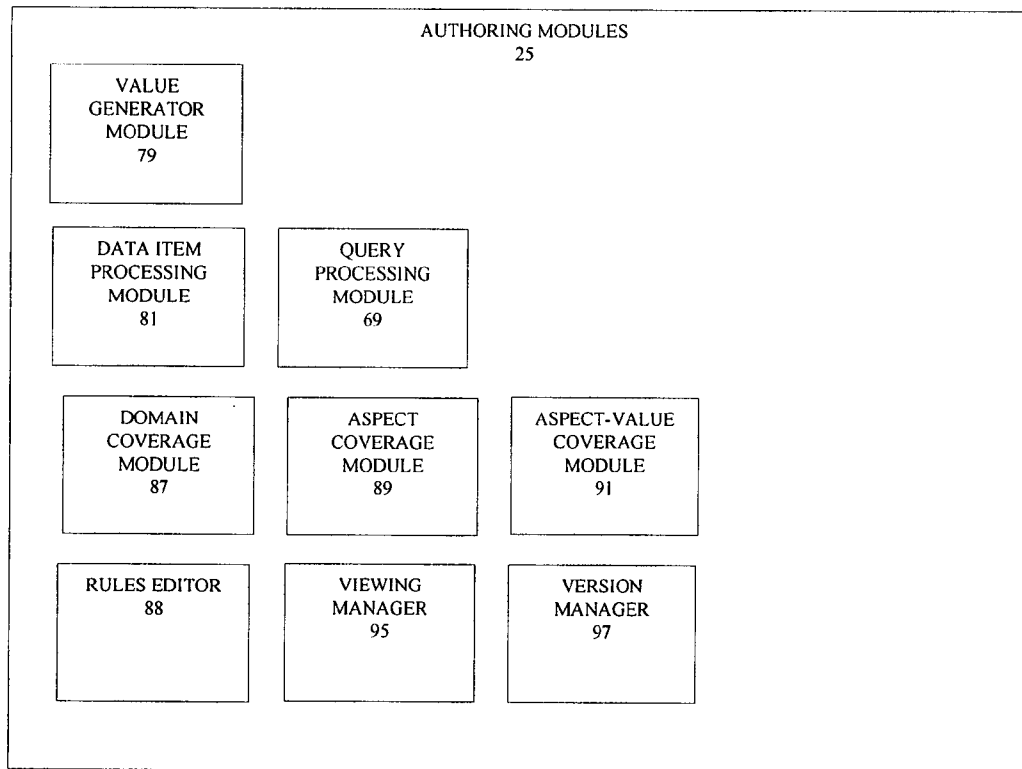 AUTHORING MODULES
25
VALUE
GENERATOR
MODULE
79
DATA ITEM
PROCESSING
MODULE
81
QUERY
PROCESSING
MODULE
69
DOMAIN
COVERAGE
MODULE
87
ASPECT
COVERAGE
MODULE
89
ASPECT-VALUE
COVERAGE
MODULE
91
RULES EDITOR
88
VIEWING
MANAGER
95
VERSION
MANAGER
97